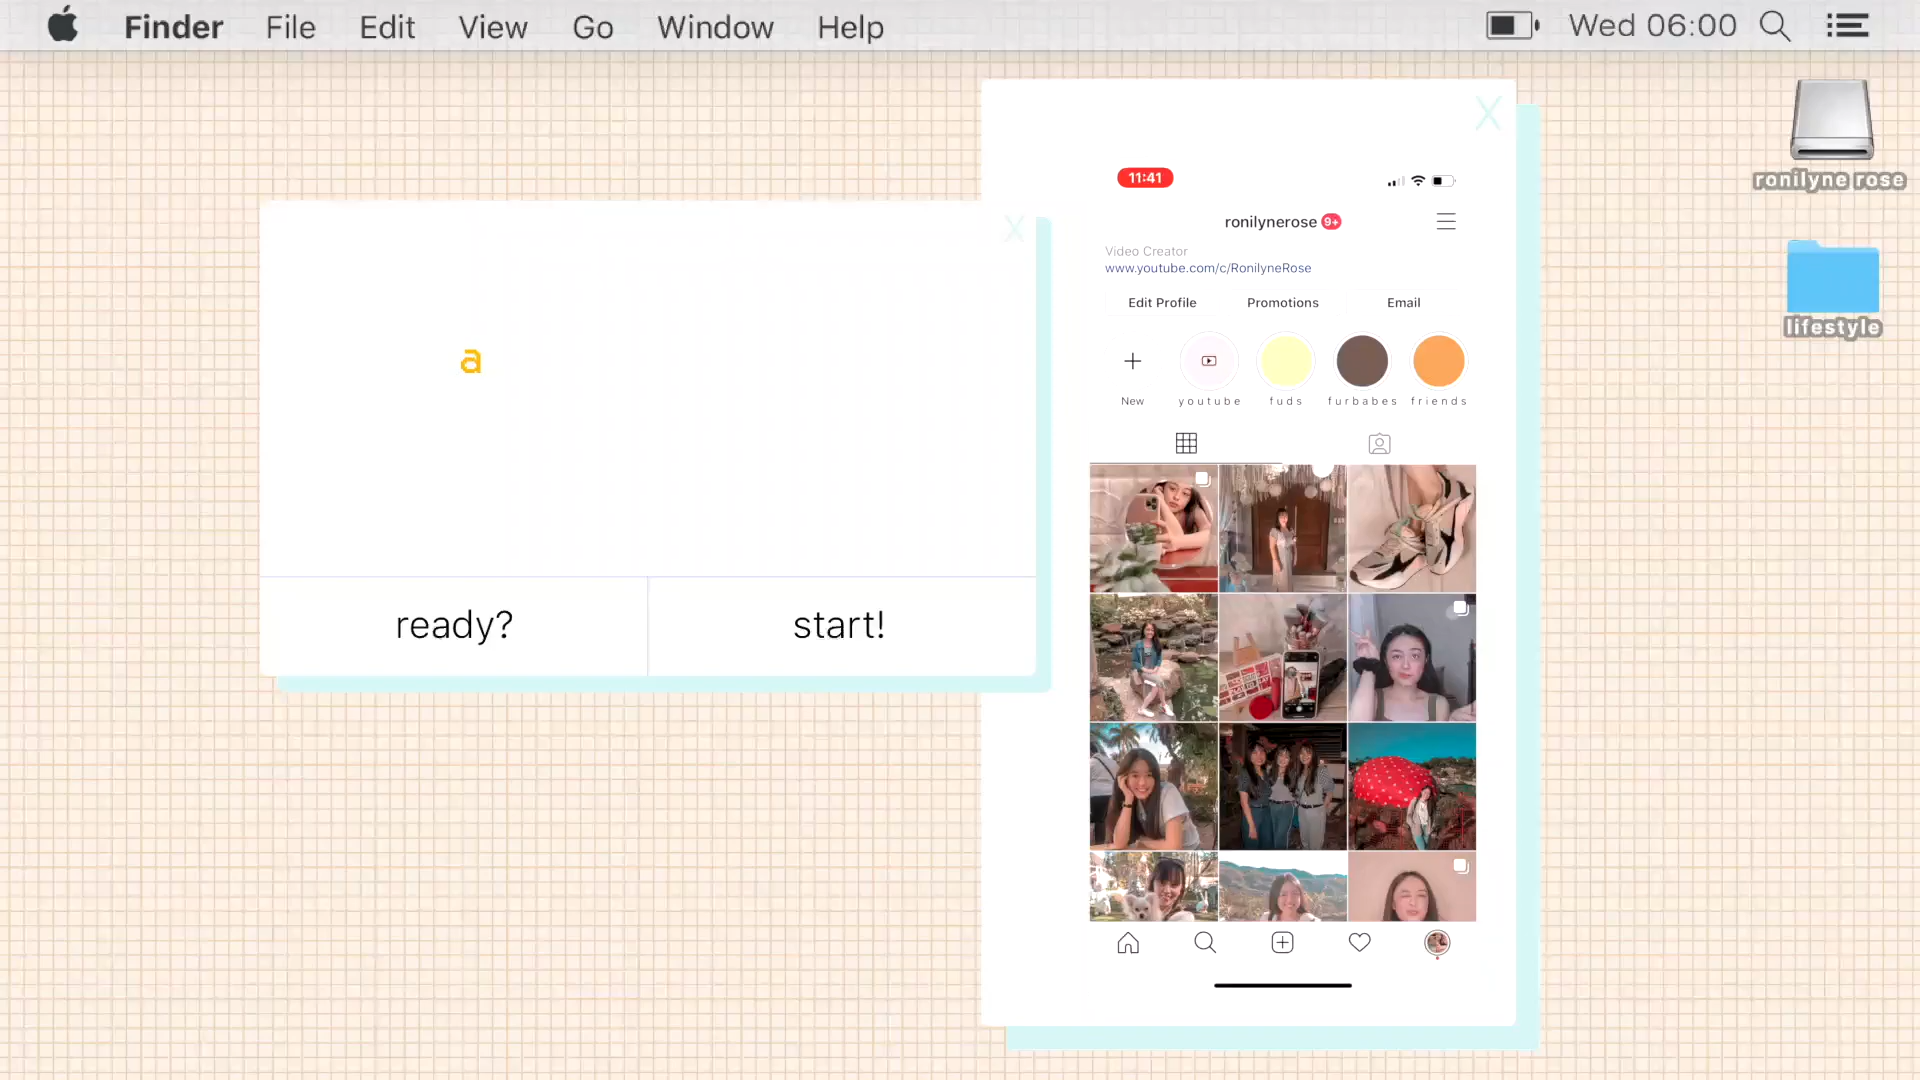 Finder File Edit View Go Window Help Wed 06:00
X
ronilyne rose
lifestyle
X
a
ready? start!
11:41
ronilynerose 9+
Video Creator
www.youtube.com/c/RonilyneRose
Edit Profile Promotions Email
New youtube fuds furbabes friends